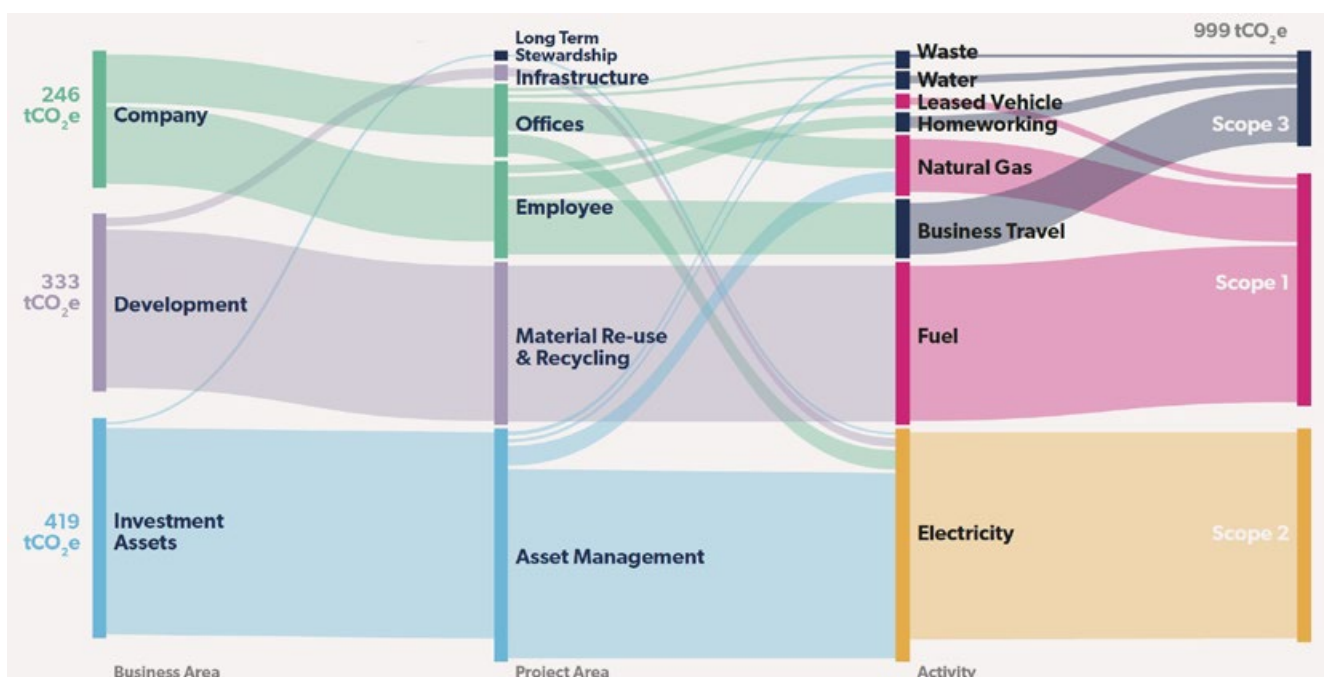 999 tCO₂e
246
tCO₂e
Company
333
tCO₂e
Development
419
tCO₂e
Investment
Assets
Business Area
Long Term
Stewardship
Infrastructure
Offices
Employee
Material Re-use
& Recycling
Asset Management
Project Area
Waste
Water
Leased Vehicle
Homeworking
Natural Gas
Business Travel
Fuel
Electricity
Activity
Scope 3
Scope 1
Scope 2